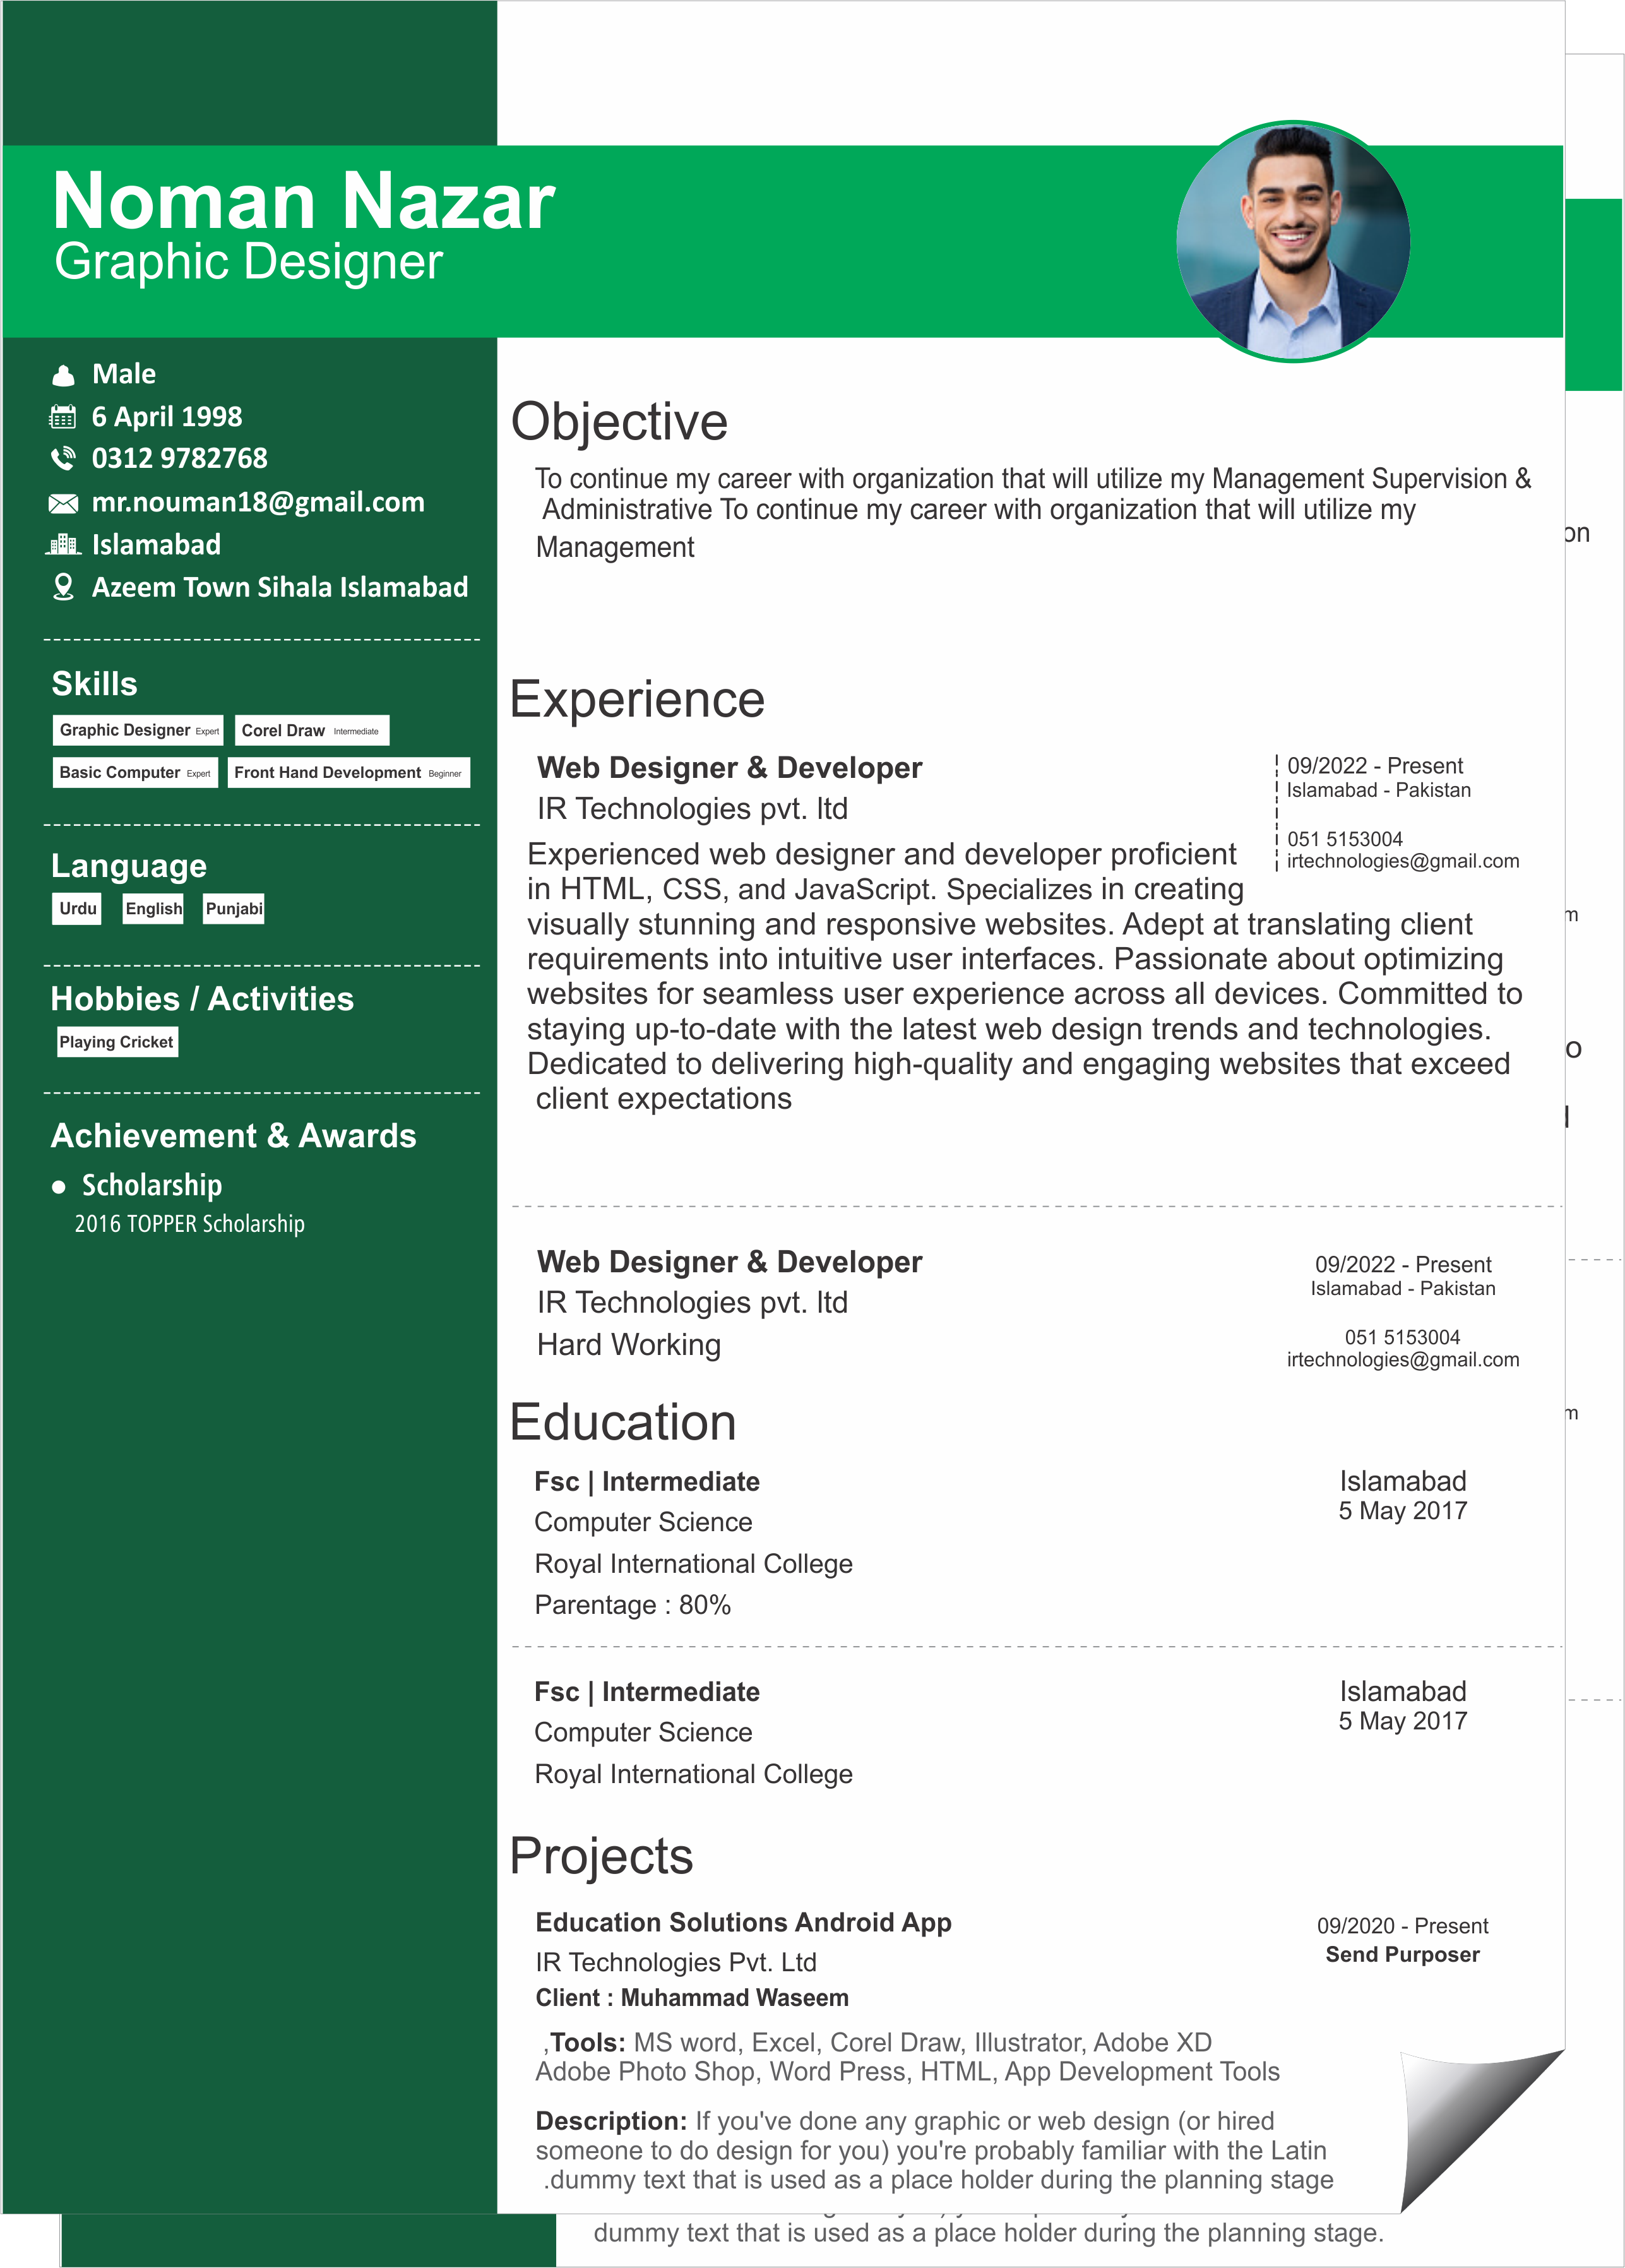 Noman Nazar
Graphic Designer
Male
6 April 1998
0312 9782768
mr.nouman18@gmail.com
Islamabad
Azeem Town Sihala Islamabad
Skills
Graphic Designer Expert
Corel Draw Intermediate
Basic Computer Expert
Front Hand Development Beginner
Language
Urdu English Punjabi
Hobbies / Activities
Playing Cricket
Achievement & Awards
Scholarship
2016 TOPPER Scholarship
Objective
To continue my career with organization that will utilize my Management Supervision &
Administrative To continue my career with organization that will utilize my
Management
Experience
Web Designer & Developer
IR Technologies pvt. ltd
09/2022 - Present
Islamabad - Pakistan
051 5153004
irtechnologies@gmail.com
Experienced web designer and developer proficient
in HTML, CSS, and JavaScript. Specializes in creating
visually stunning and responsive websites. Adept at translating client
requirements into intuitive user interfaces. Passionate about optimizing
websites for seamless user experience across all devices. Committed to
staying up-to-date with the latest web design trends and technologies.
Dedicated to delivering high-quality and engaging websites that exceed
client expectations
Web Designer & Developer
IR Technologies pvt. ltd
Hard Working
09/2022 - Present
Islamabad - Pakistan
051 5153004
irtechnologies@gmail.com
Education
Fsc | Intermediate
Computer Science
Royal International College
Parentage : 80%
Islamabad
5 May 2017
Fsc | Intermediate
Computer Science
Royal International College
Islamabad
5 May 2017
Projects
Education Solutions Android App
IR Technologies Pvt. Ltd
Client : Muhammad Waseem
09/2020 - Present
Send Purposer
,Tools: MS word, Excel, Corel Draw, Illustrator, Adobe XD
Adobe Photo Shop, Word Press, HTML, App Development Tools
Description: If you've done any graphic or web design (or hired
someone to do design for you) you're probably familiar with the Latin
.dummy text that is used as a place holder during the planning stage
dummy text that is used as a place holder during the planning stage.